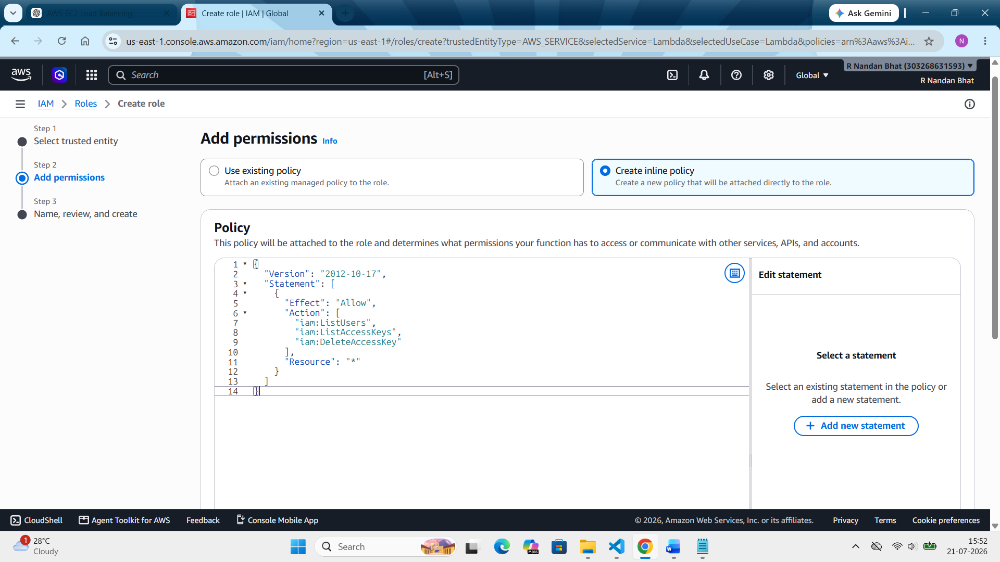 AWS EC2 Load Balancing
Create role | IAM | Global
Ask Gemini
us-east-1.console.aws.amazon.com/iam/home?region=us-east-1#/roles/create?trustedEntityType=AWS_SERVICE&selectedService=Lambda&selectedUseCase=Lambda&policies=arn%3Aaws%3Ai...
N
aws
Search
[Alt+S]
Global
R Nandan Bhat (303268631593)
R Nandan Bhat
IAM
Roles
Create role
Step 1
Select trusted entity
Step 2
Add permissions
Step 3
Name, review, and create
Add permissions Info
Use existing policy
Attach an existing managed policy to the role.
Create inline policy
Create a new policy that will be attached directly to the role.
Policy
This policy will be attached to the role and determines what permissions your function has to access or communicate with other services, APIs, and accounts.
1 {
2 "Version": "2012-10-17",
3 "Statement": [
4 {
5 "Effect": "Allow",
6 "Action": [
7 "iam:ListUsers",
8 "iam:ListAccessKeys",
9 "iam:DeleteAccessKey"
10 ],
11 "Resource": "*"
12 }
13 ]
14 }
Edit statement
Select a statement
Select an existing statement in the policy or
add a new statement.
+ Add new statement
CloudShell
Agent Toolkit for AWS
Feedback
Console Mobile App
© 2026, Amazon Web Services, Inc. or its affiliates.
Privacy
Terms
Cookie preferences
1
28°C
Cloudy
Search
M365
W
15:52
21-07-2026